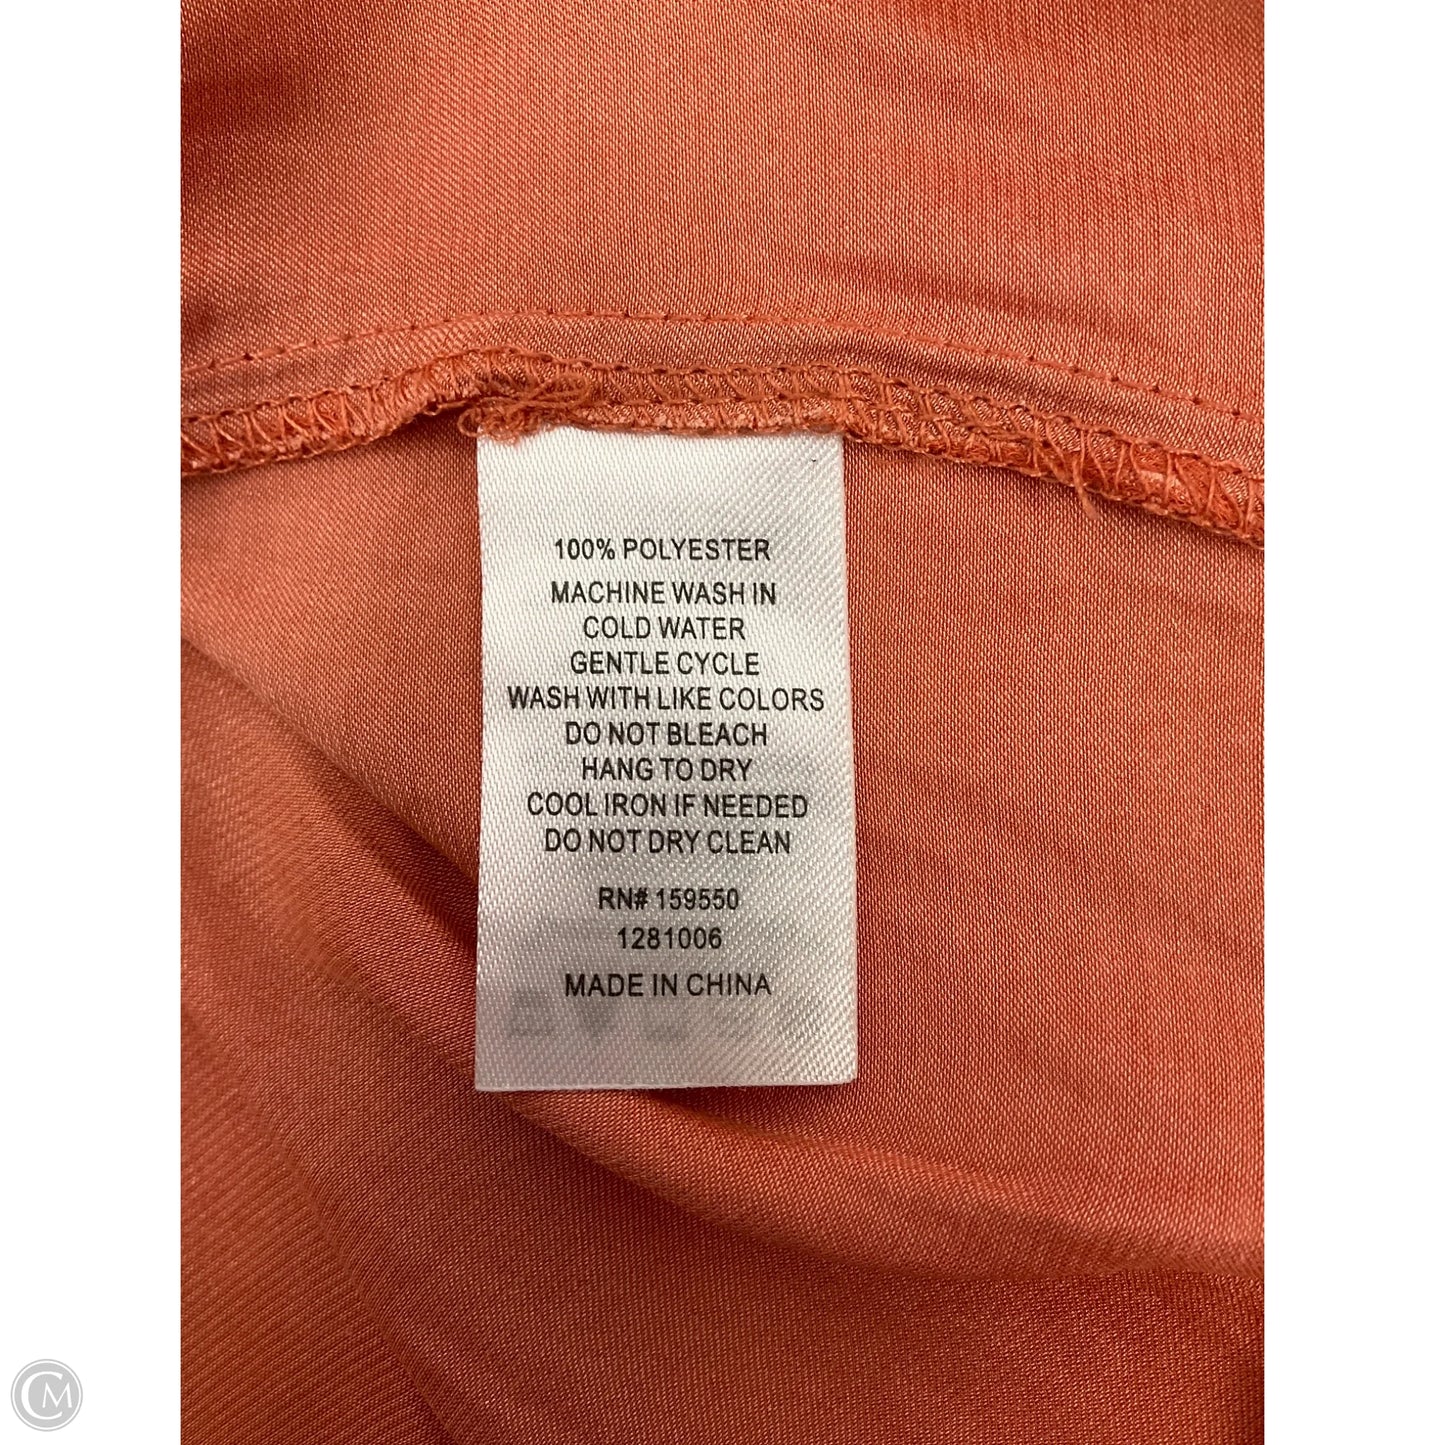 100% POLYESTER
MACHINE WASH IN
COLD WATER
GENTLE CYCLE
WASH WITH LIKE COLORS
DO NOT BLEACH
HANG TO DRY
COOL IRON IF NEEDED
DO NOT DRY CLEAN
RN# 159550
1281006
MADE IN CHINA
CM